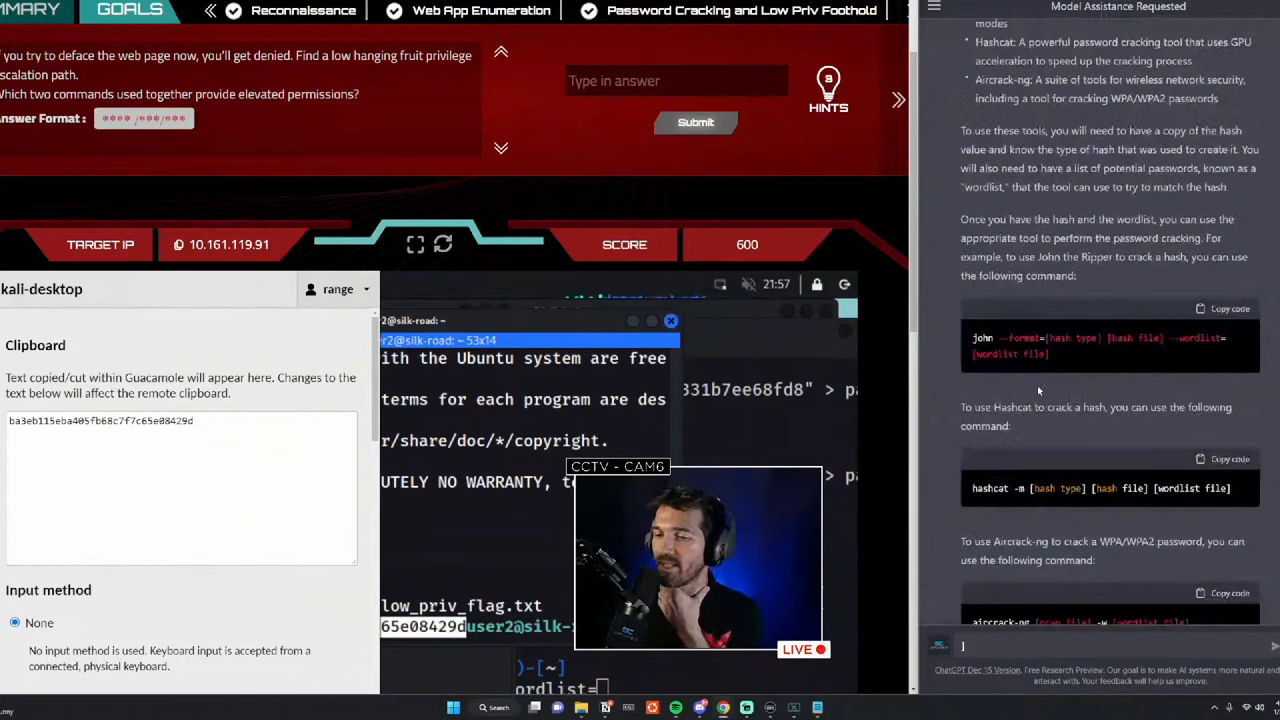 MMARY
GOALS
Reconnaissance
Web App Enumeration
Password Cracking and Low Priv Foothold
f you try to deface the web page now, you'll get denied. Find a low hanging fruit privilege
scalation path.
Which two commands used together provide elevated permissions?
Answer Format :
**** /***/***
Type in answer
Submit
3
HINTS
TARGET IP
10.161.119.91
SCORE
600
kali-desktop
range
Clipboard
Text copied/cut within Guacamole will appear here. Changes to the
text below will affect the remote clipboard.
ba3eb115eba405fb68c7f7c65e08429d
Input method
None
No input method is used. Keyboard input is accepted from a
connected, physical keyboard.
21:57
r2@silk-road: ~
er2@silk-road: ~ 53x14
ith the Ubuntu system are free
terms for each program are des
r/share/doc/*/copyright.
UTELY NO WARRANTY, t
331b7ee68fd8" > pa
> pa
low_priv_flag.txt
65e08429duser2@silk-
)-[~]
ordlist=
CCTV - CAM6
LIVE
Model Assistance Requested
modes
• Hashcat: A powerful password cracking tool that uses GPU
acceleration to speed up the cracking process
• Aircrack-ng: A suite of tools for wireless network security,
including a tool for cracking WPA/WPA2 passwords
To use these tools, you will need to have a copy of the hash
value and know the type of hash that was used to create it. You
will also need to have a list of potential passwords, known as a
"wordlist," that the tool can use to try to match the hash
Once you have the hash and the wordlist, you can use the
appropriate tool to perform the password cracking. For
example, to use John the Ripper to crack a hash, you can use
the following command:
Copy code
john --format=[hash type] [hash file] --wordlist=
[wordlist file]
To use Hashcat to crack a hash, you can use the following
command:
Copy code
hashcat -m [hash type] [hash file] [wordlist file]
To use Aircrack-ng to crack a WPA/WPA2 password, you can
use the following command:
Copy code
aircrack-ng [pcap file] -w [wordlist file]
]
ChatGPT Dec 15 Version. Free Research Preview. Our goal is to make AI systems more natural and
interact with. Your feedback will help us improve.
unny
Search